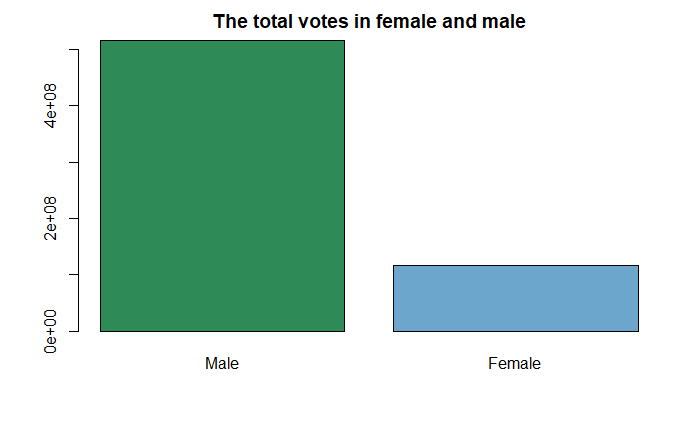 The total votes in female and male
4e+08
2e+08
0e+00
Male Female